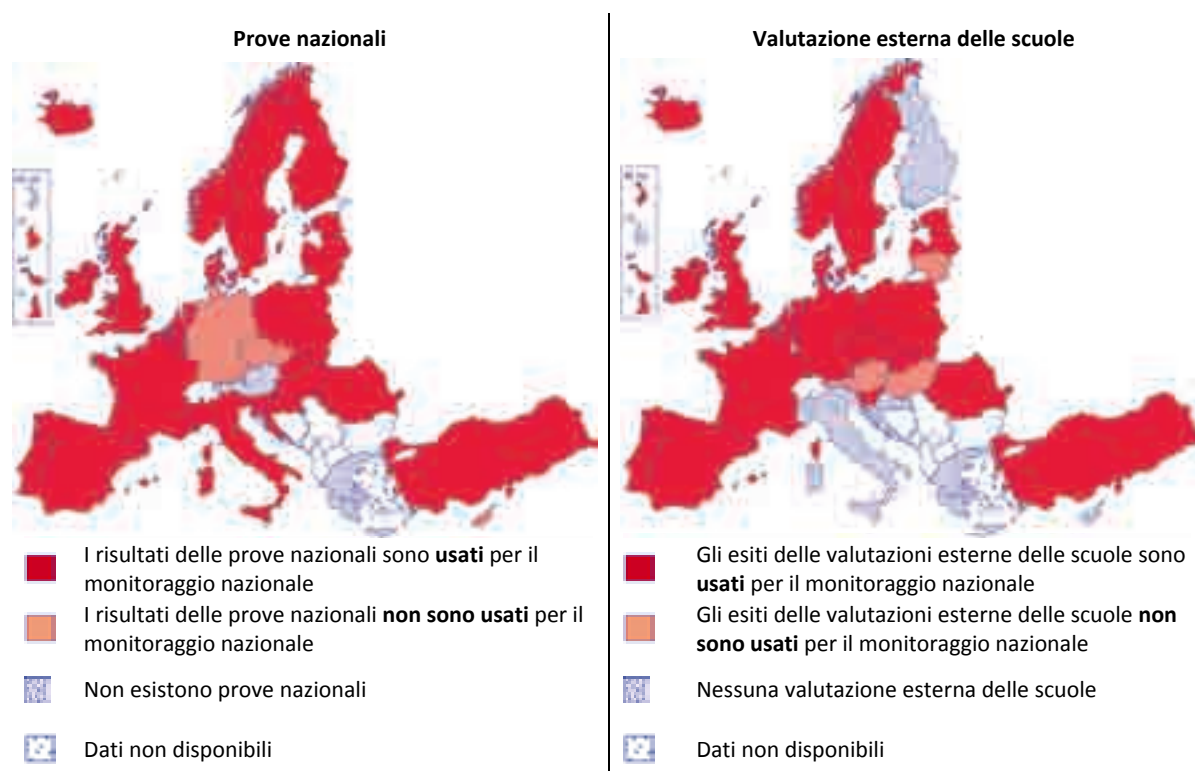 Prove nazionali
I risultati delle prove nazionali sono usati per il
monitoraggio nazionale
I risultati delle prove nazionali non sono usati per il
monitoraggio nazionale
Non esistono prove nazionali
Dati non disponibili
Valutazione esterna delle scuole
Gli esiti delle valutazioni esterne delle scuole sono
usati per il monitoraggio nazionale
Gli esiti delle valutazioni esterne delle scuole non
sono usati per il monitoraggio nazionale
Nessuna valutazione esterna delle scuole
Dati non disponibili